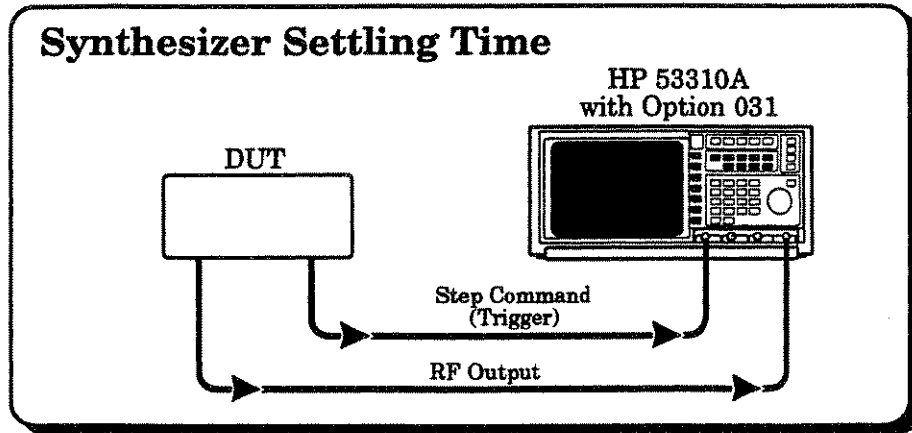 Synthesizer Settling Time
HP 53310A
with Option 031
DUT
Step Command
(Trigger)
RF Output